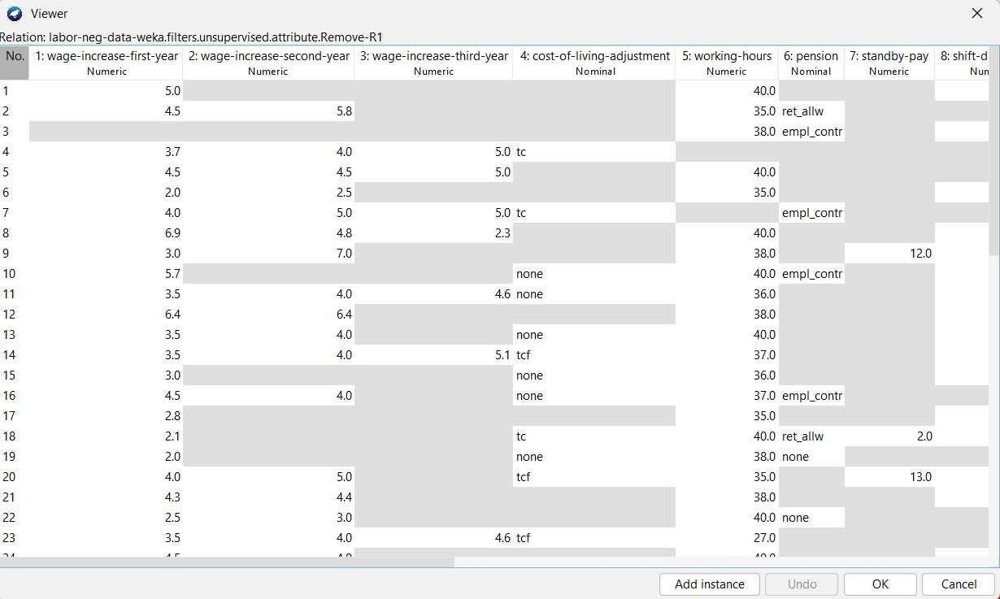 Viewer
Relation: labor-neg-data-weka.filters.unsupervised.attribute.Remove-R1
No. 1: wage-increase-first-year 2: wage-increase-second-year 3: wage-increase-third-year 4: cost-of-living-adjustment 5: working-hours 6: pension 7: standby-pay 8: shift-d
Numeric Numeric Numeric Nominal Numeric Nominal Numeric Num
1 5.0 40.0
2 4.5 5.8 35.0 ret_allw
3 38.0 empl_contr
4 3.7 4.0 5.0 tc
5 4.5 4.5 5.0 40.0
6 2.0 2.5 35.0
7 4.0 5.0 5.0 tc empl_contr
8 6.9 4.8 2.3 40.0
9 3.0 7.0 38.0 12.0
10 5.7 none 40.0 empl_contr
11 3.5 4.0 4.6 none 36.0
12 6.4 6.4 38.0
13 3.5 4.0 none 40.0
14 3.5 4.0 5.1 tcf 37.0
15 3.0 none 36.0
16 4.5 4.0 none 37.0 empl_contr
17 2.8 35.0
18 2.1 tc 40.0 ret_allw 2.0
19 2.0 none 38.0 none
20 4.0 5.0 tcf 35.0 13.0
21 4.3 4.4 38.0
22 2.5 3.0 40.0 none
23 3.5 4.0 4.6 tcf 27.0
Add instance Undo OK Cancel